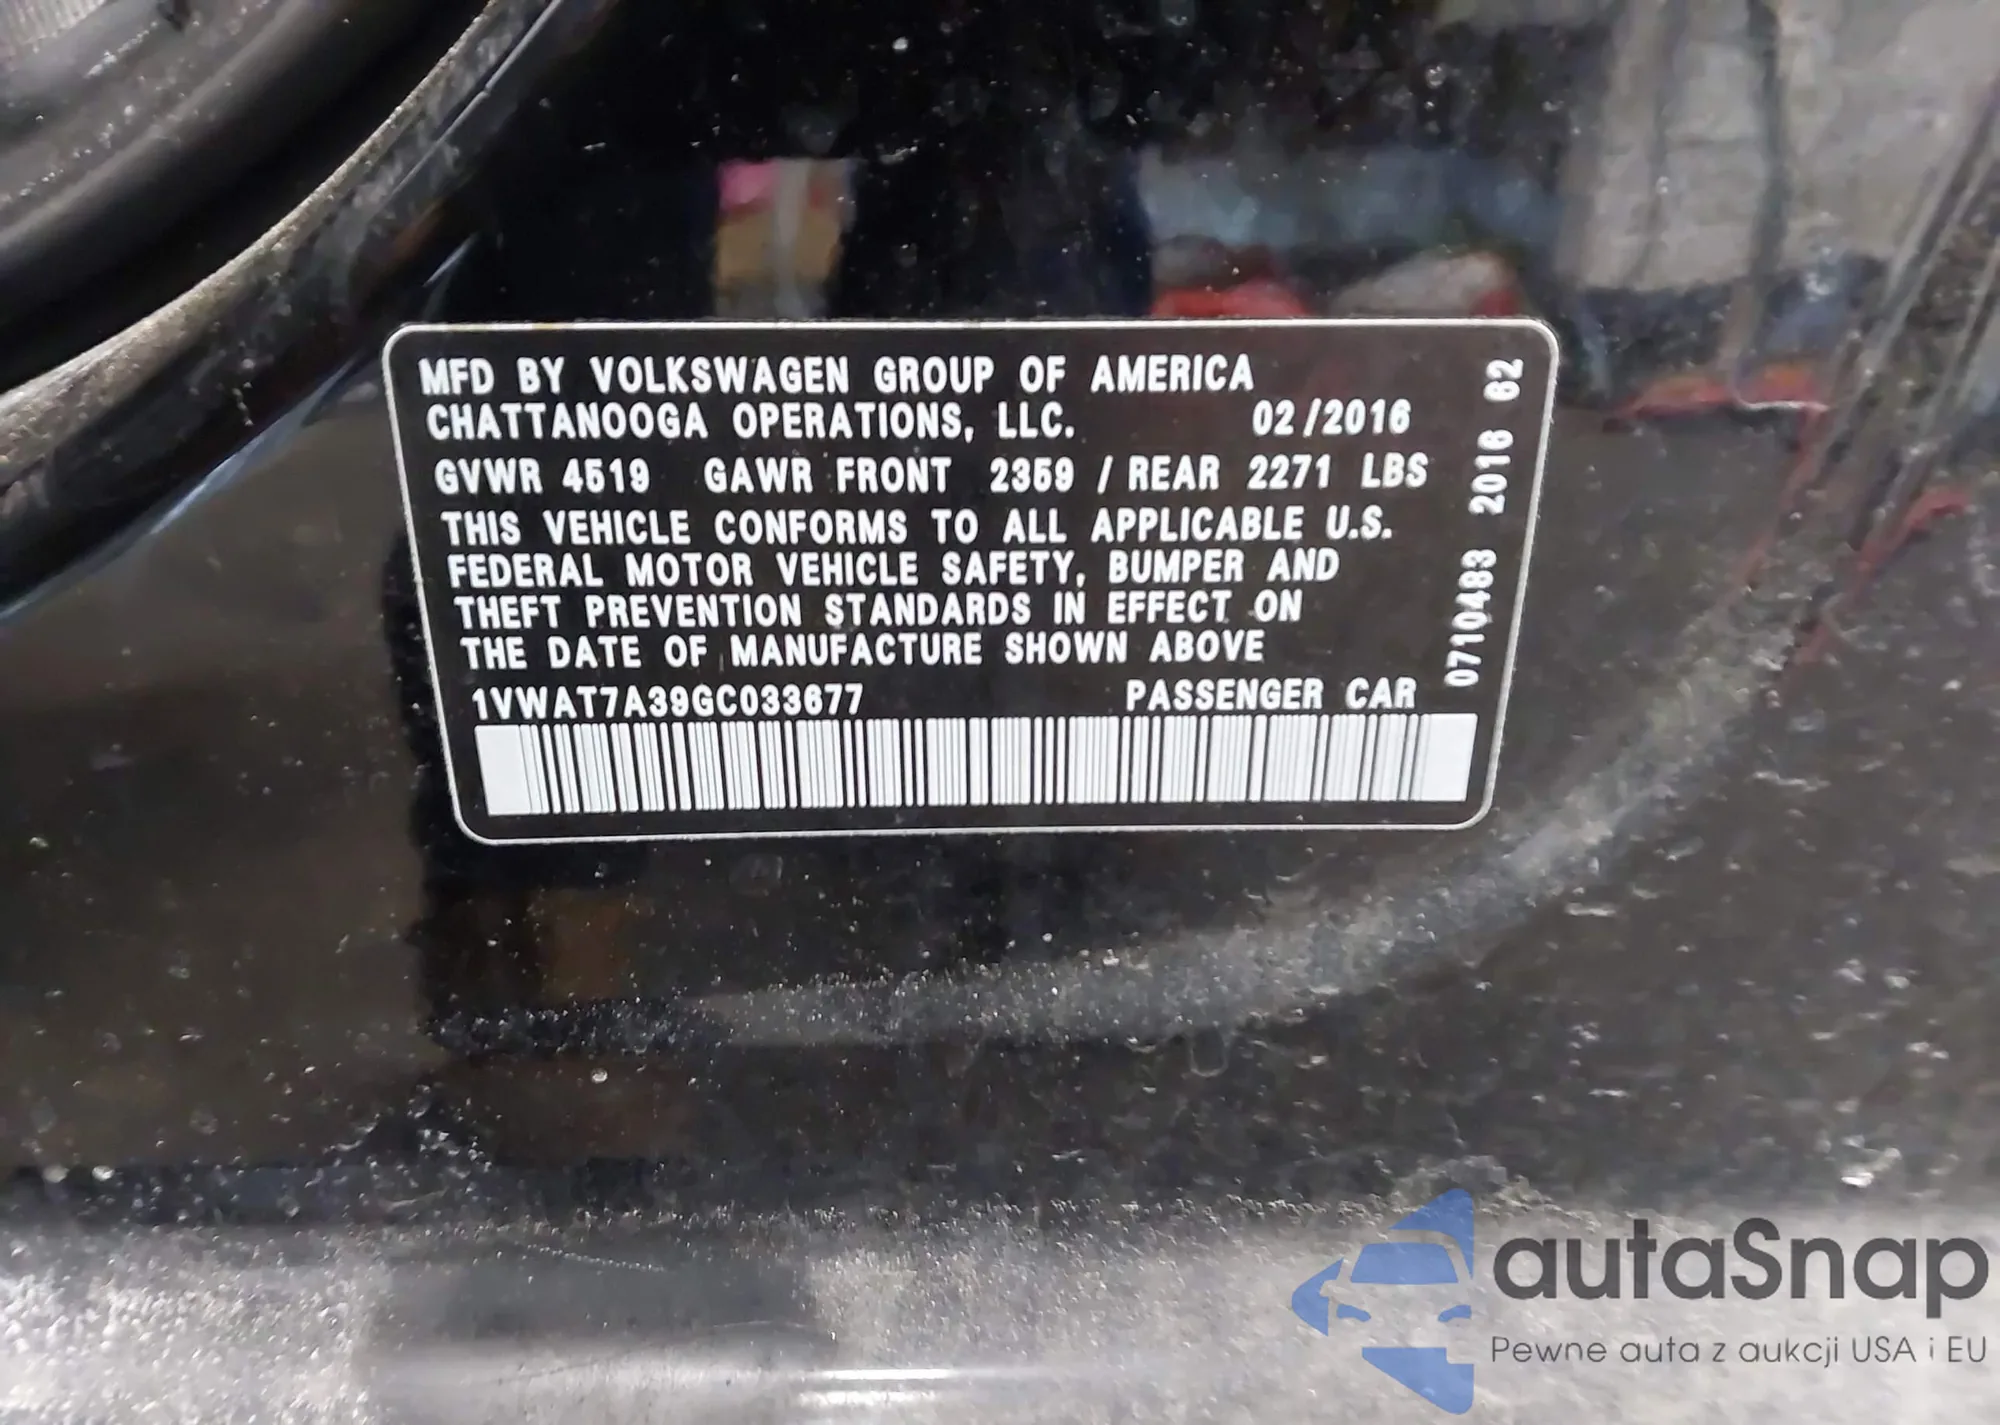 MFD BY VOLKSWAGEN GROUP OF AMERICA
CHATTANOOGA OPERATIONS, LLC. 02/2016
GVWR 4519 GAWR FRONT 2359 / REAR 2271 LBS
THIS VEHICLE CONFORMS TO ALL APPLICABLE U.S.
FEDERAL MOTOR VEHICLE SAFETY, BUMPER AND
THEFT PREVENTION STANDARDS IN EFFECT ON
THE DATE OF MANUFACTURE SHOWN ABOVE
1VWAT7A39GC033677 PASSENGER CAR
0710483 2016 62
autaSnap
Pewne auta z aukcji USA i EU